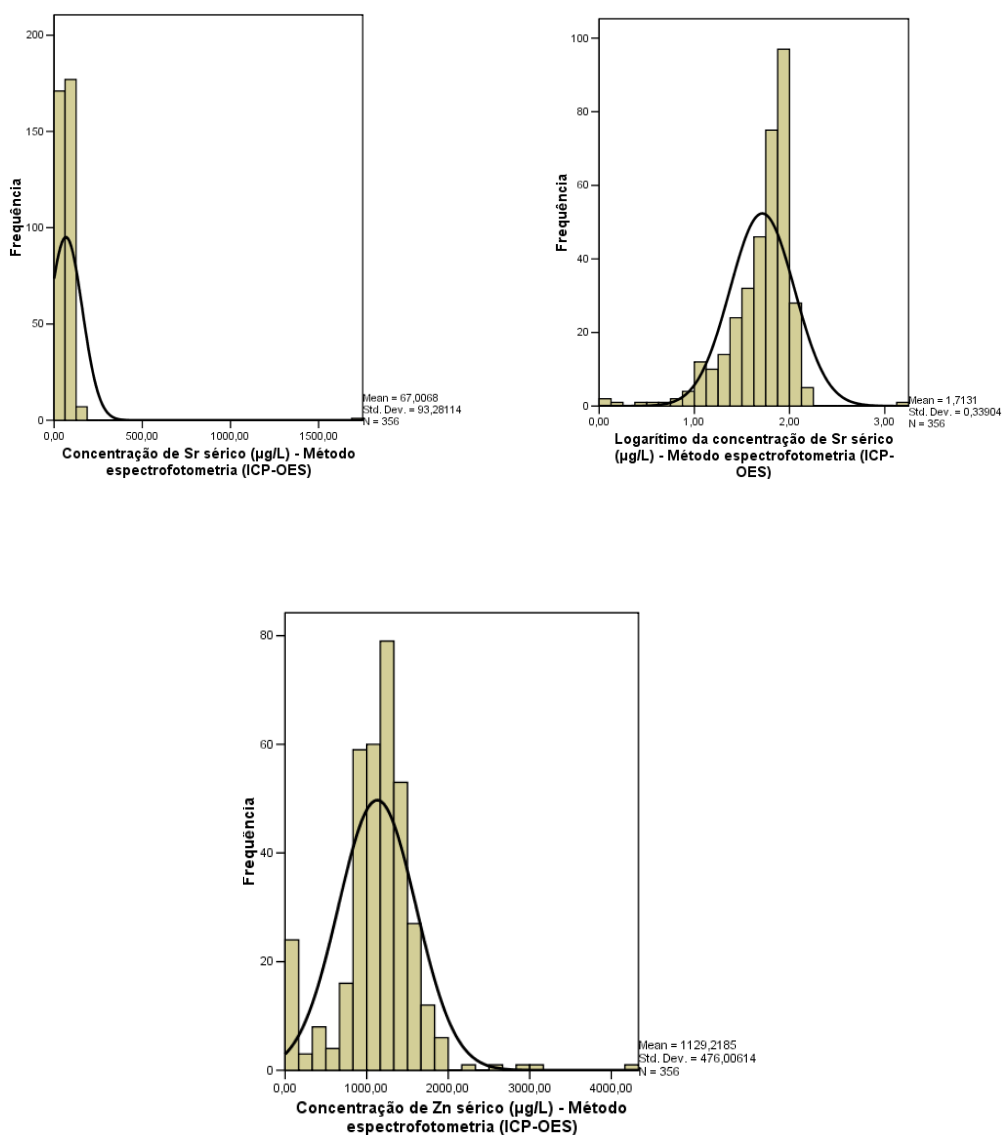 200
150
100
50
0
Frequência
0,00 500,00 1000,00 1500,00
Mean = 67,0068
Std. Dev. = 93,28114
N = 356
Concentração de Sr sérico (µg/L) - Método
espectrofotometria (ICP-OES)
100
80
60
40
20
0
Frequência
0,00 1,00 2,00 3,00
Mean = 1,7131
Std. Dev. = 0,33904
N = 356
Logarítimo da concentração de Sr sérico
(µg/L) - Método espectrofotometria (ICP-
OES)
80
60
40
20
0
Frequência
0,00 1000,00 2000,00 3000,00 4000,00
Mean = 1129,2185
Std. Dev. = 476,00614
N = 356
Concentração de Zn sérico (µg/L) - Método
espectrofotometria (ICP-OES)